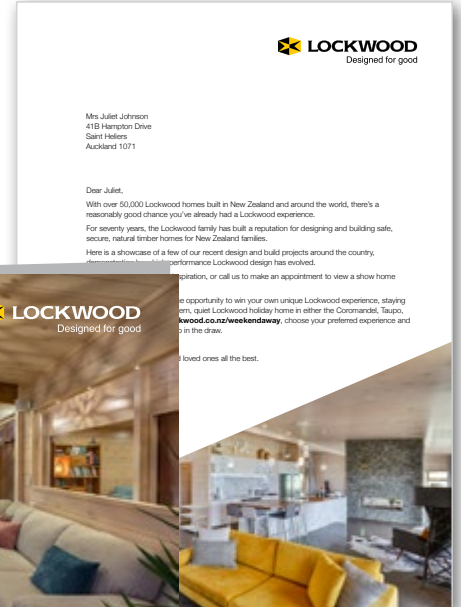 LOCKWOOD
Designed for good
Mrs Juliet Johnson
41B Hampton Drive
Saint Heliers
Auckland 1071
Dear Juliet,
With over 50,000 Lockwood homes built in New Zealand and around the world, there's a
reasonably good chance you've already had a Lockwood experience.
For seventy years, the Lockwood family has built a reputation for designing and building safe,
secure, natural timber homes for New Zealand families.
Here is a showcase of a few of our recent design and build projects around the country,
performance Lockwood design has evolved.
spiration, or call us to make an appointment to view a show home
e opportunity to win your own unique Lockwood experience, staying
ern, quiet Lockwood holiday home in either the Coromandel, Taupo,
kwood.co.nz/weekendaway, choose your preferred experience and
in the draw.
loved ones all the best.
LOCKWOOD
Designed for good